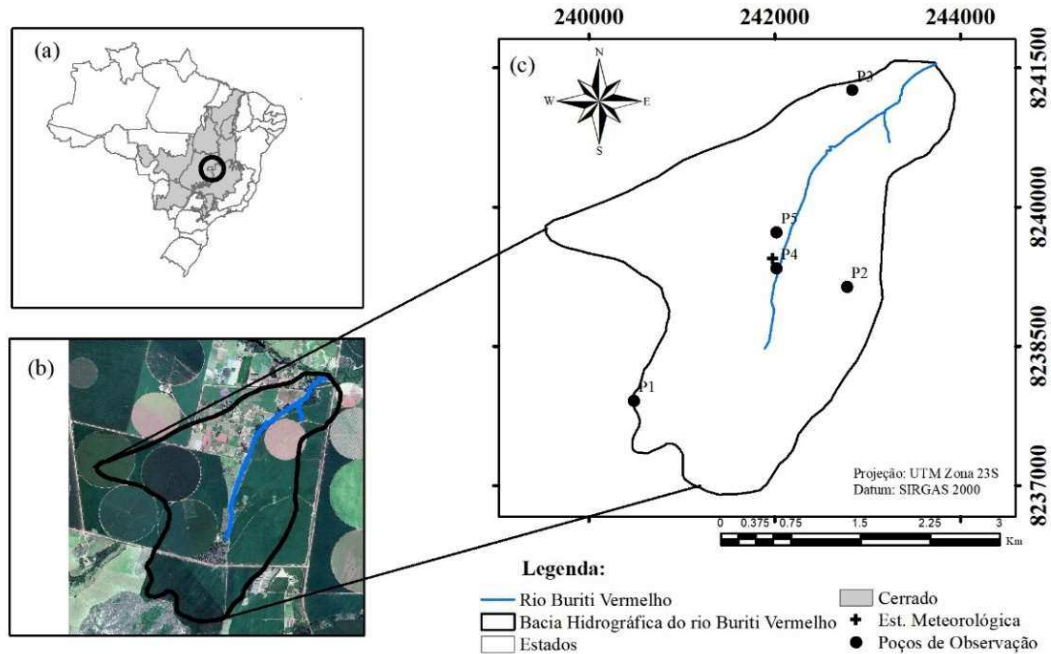 (a)
(b)
240000 242000 244000
(c)
N
W E
S
P3
P5
P4
P2
P1
8241500
8240000
8238500
8237000
Projeção: UTM Zona 23S
Datum: SIRGAS 2000
0 0.375 0.75 1.5 2.25 3
Km
Legenda:
Rio Buriti Vermelho
Bacia Hidrográfica do rio Buriti Vermelho
Estados
Cerrado
Est. Meteorológica
Poços de Observação